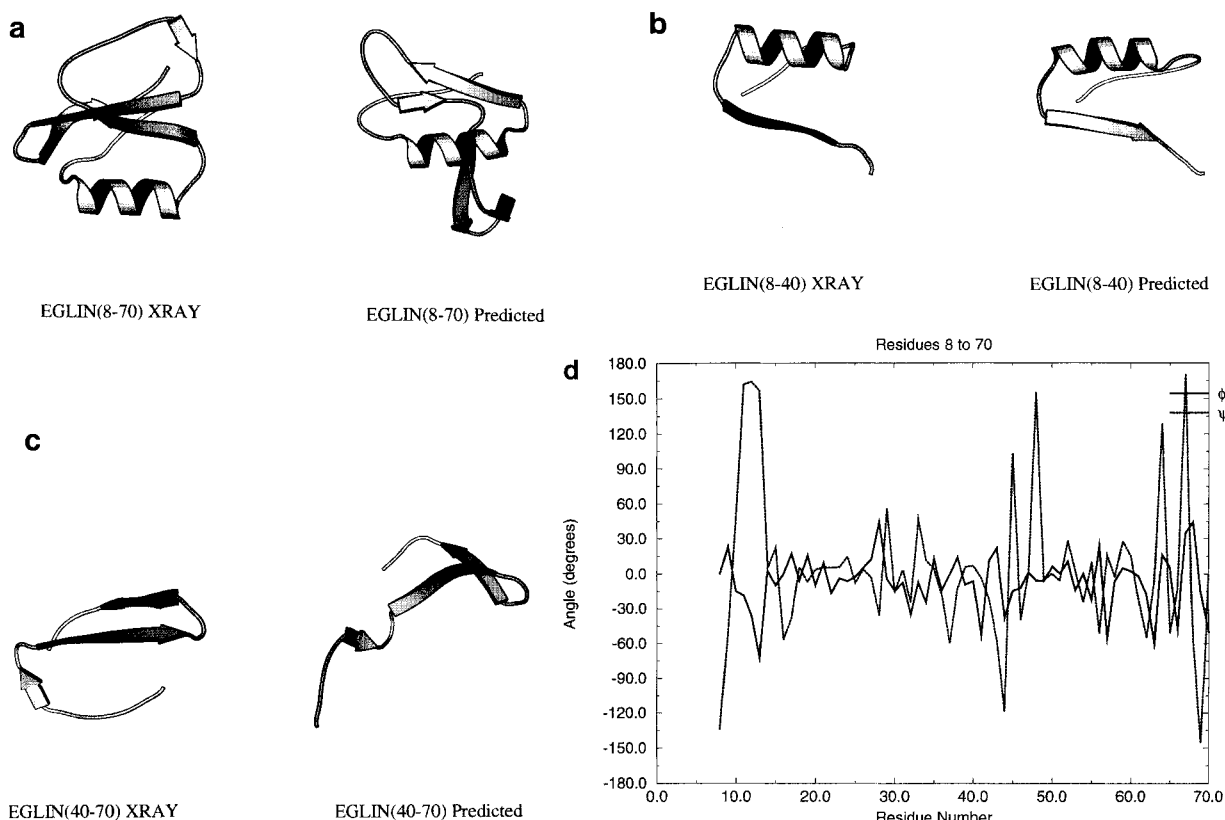 a
b
EGLIN(8-70) XRAY
EGLIN(8-70) Predicted
EGLIN(8-40) XRAY
EGLIN(8-40) Predicted
c
EGLIN(40-70) XRAY
EGLIN(40-70) Predicted
d
Residues 8 to 70
180.0
150.0
120.0
90.0
60.0
30.0
0.0
-30.0
-60.0
-90.0
-120.0
-150.0
-180.0
Angle (degrees)
ϕ
ψ
0.0 10.0 20.0 30.0 40.0 50.0 60.0 70.0
Residue Number